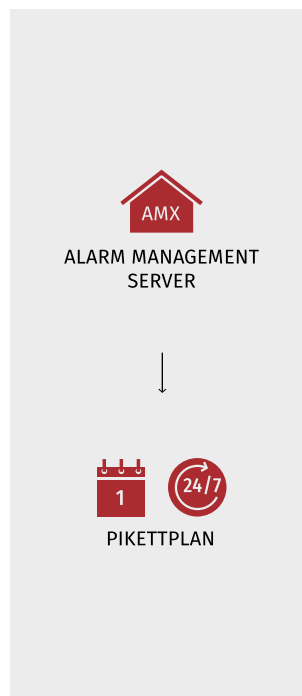 AMX
ALARM MANAGEMENT
SERVER
1
24/7
PIKETTPLAN